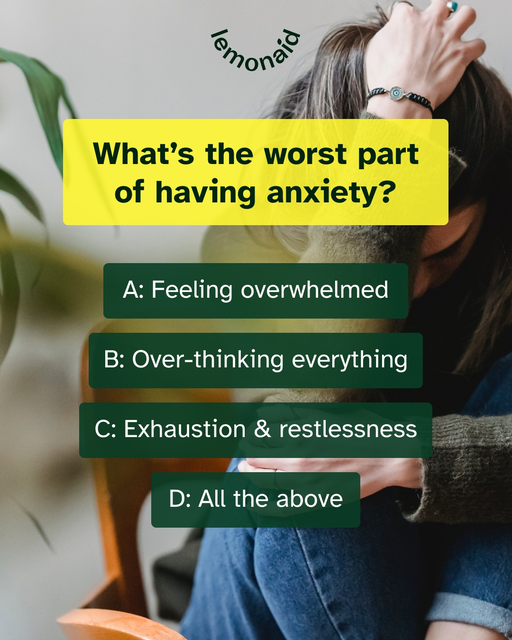 lemonaid
What’s the worst part
of having anxiety?
A: Feeling overwhelmed
B: Over-thinking everything
C: Exhaustion & restlessness
D: All the above